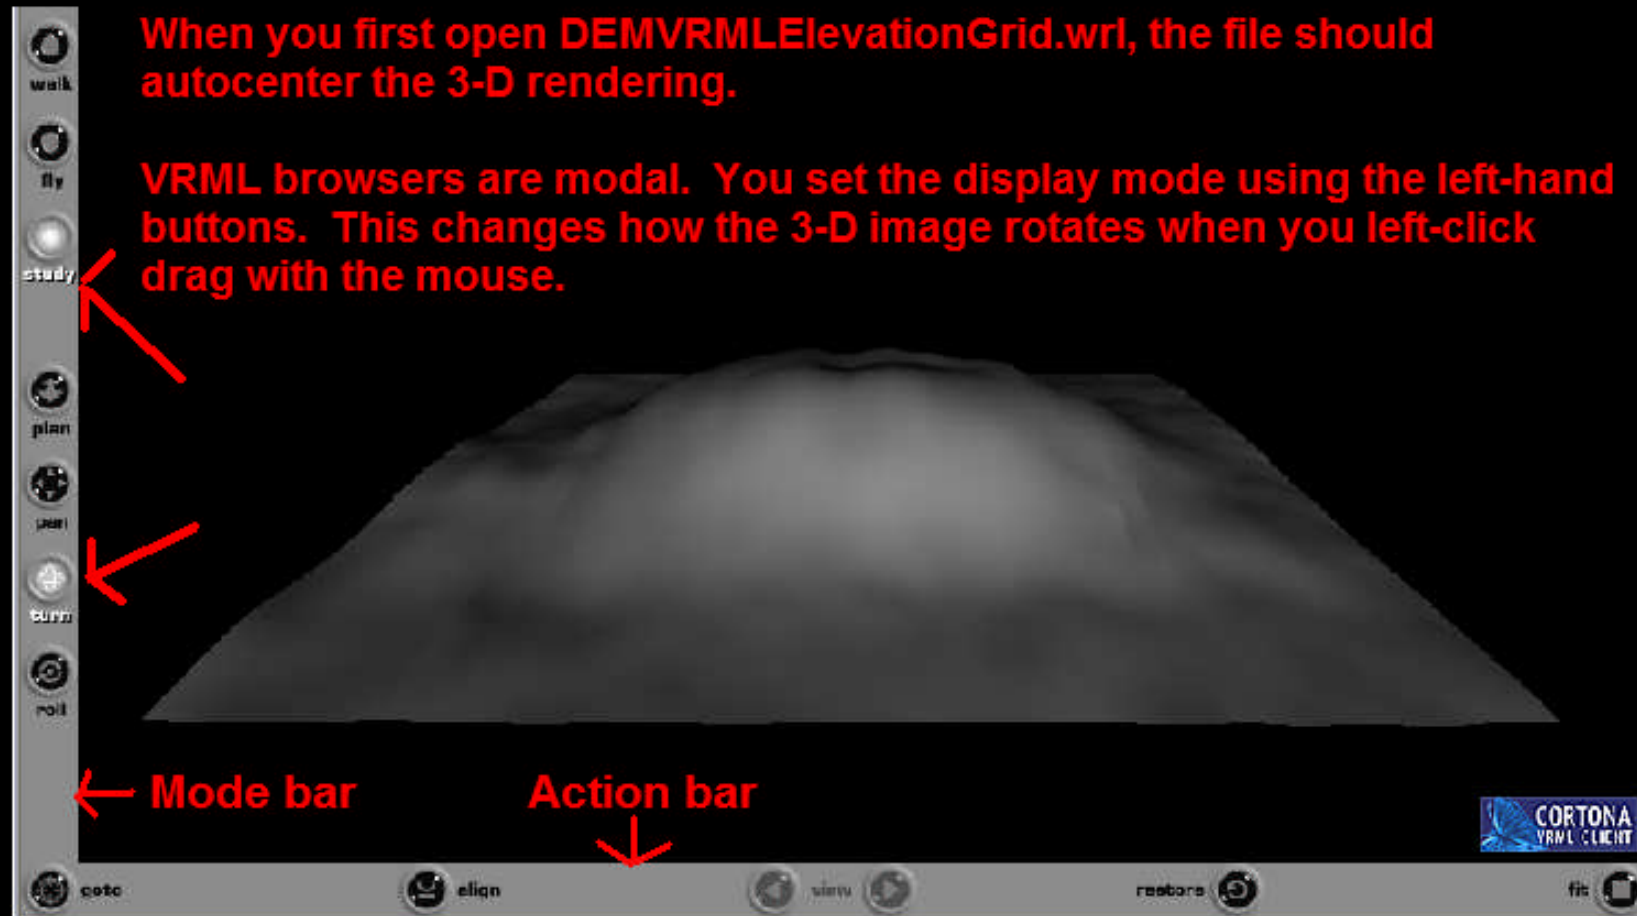 When you first open DEMVRMLElevationGrid.wrl, the file should
autocenter the 3-D rendering.
VRML browsers are modal.  You set the display mode using the left-hand
buttons.  This changes how the 3-D image rotates when you left-click
drag with the mouse.
walk
fly
study
plan
pan
turn
roll
Mode bar
Action bar
CORTONA
VRML CLIENT
goto
align
view
restore
fit